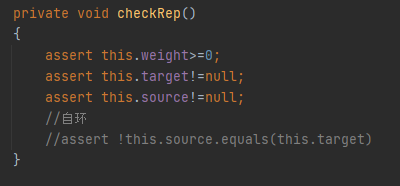 private void checkRep()
{
    assert this.weight>=0;
    assert this.target!=null;
    assert this.source!=null;
    //自环
    //assert !this.source.equals(this.target)
}